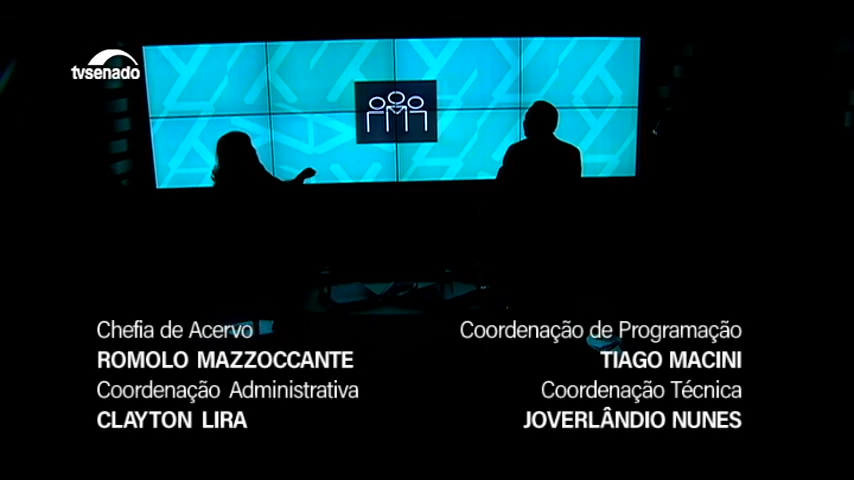 tvsenado
Chefia de Acervo
ROMOLO MAZZOCCANTE
Coordenação Administrativa
CLAYTON LIRA
Coordenação de Programação
TIAGO MACINI
Coordenação Técnica
JOVERLÂNDIO NUNES